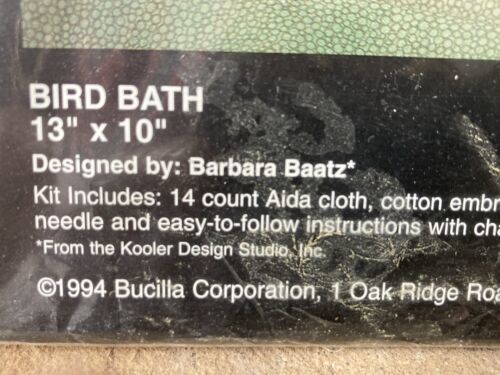 BIRD BATH
13" x 10"
Designed by: Barbara Baatz*
Kit Includes: 14 count Aida cloth, cotton embr
needle and easy-to-follow instructions with cha
*From the Kooler Design Studio, Inc.
©1994 Bucilla Corporation, 1 Oak Ridge Roa